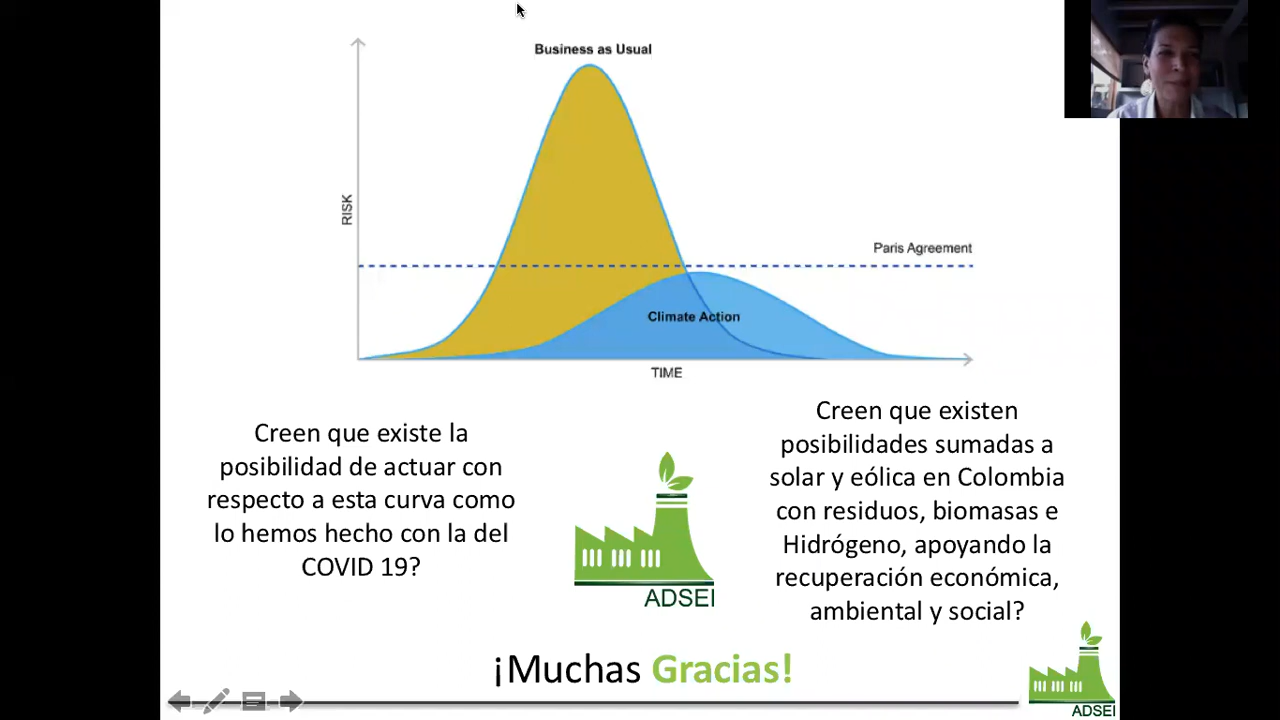 Business as Usual
RISK
Paris Agreement
Climate Action
TIME
Creen que existe la
posibilidad de actuar con
respecto a esta curva como
lo hemos hecho con la del
COVID 19?
Creen que existen
posibilidades sumadas a
solar y eólica en Colombia
con residuos, biomasas e
Hidrógeno, apoyando la
recuperación económica,
ambiental y social?
ADSEI
¡Muchas Gracias!
ADSEI